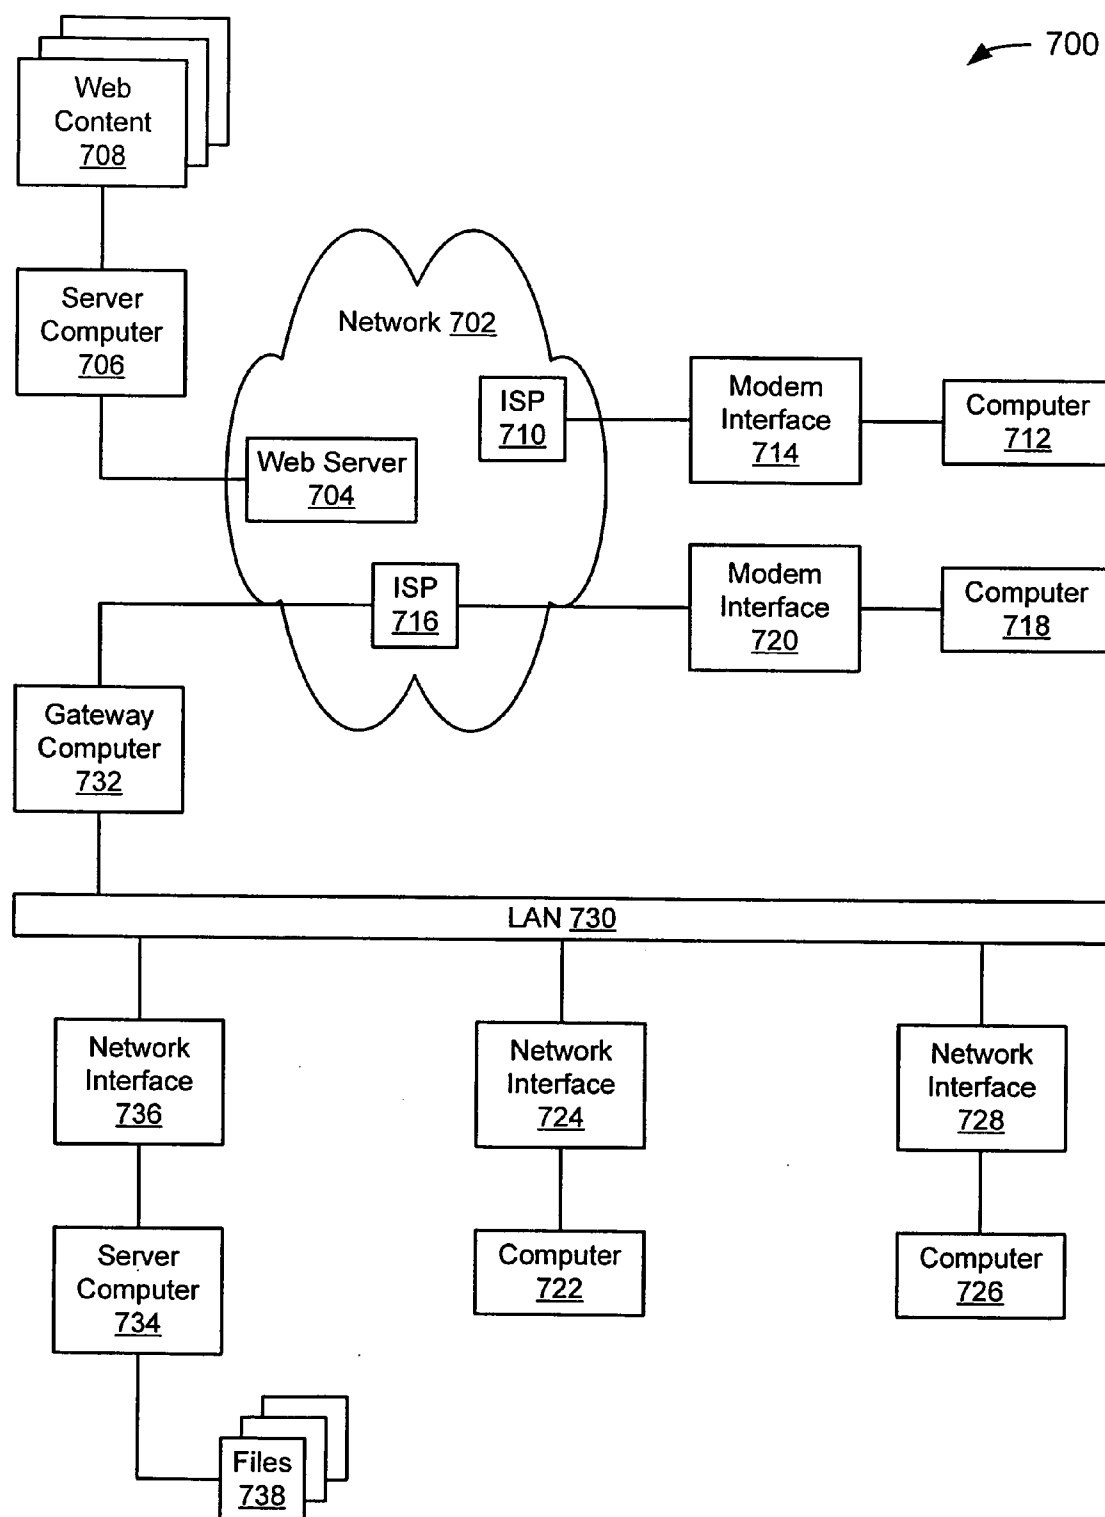 700
Web
Content
708
Server
Computer
706
Network 702
ISP
710
Modem
Interface
714
Computer
712
Web Server
704
ISP
716
Modem
Interface
720
Computer
718
Gateway
Computer
732
LAN 730
Network
Interface
736
Network
Interface
724
Network
Interface
728
Server
Computer
734
Computer
722
Computer
726
Files
738